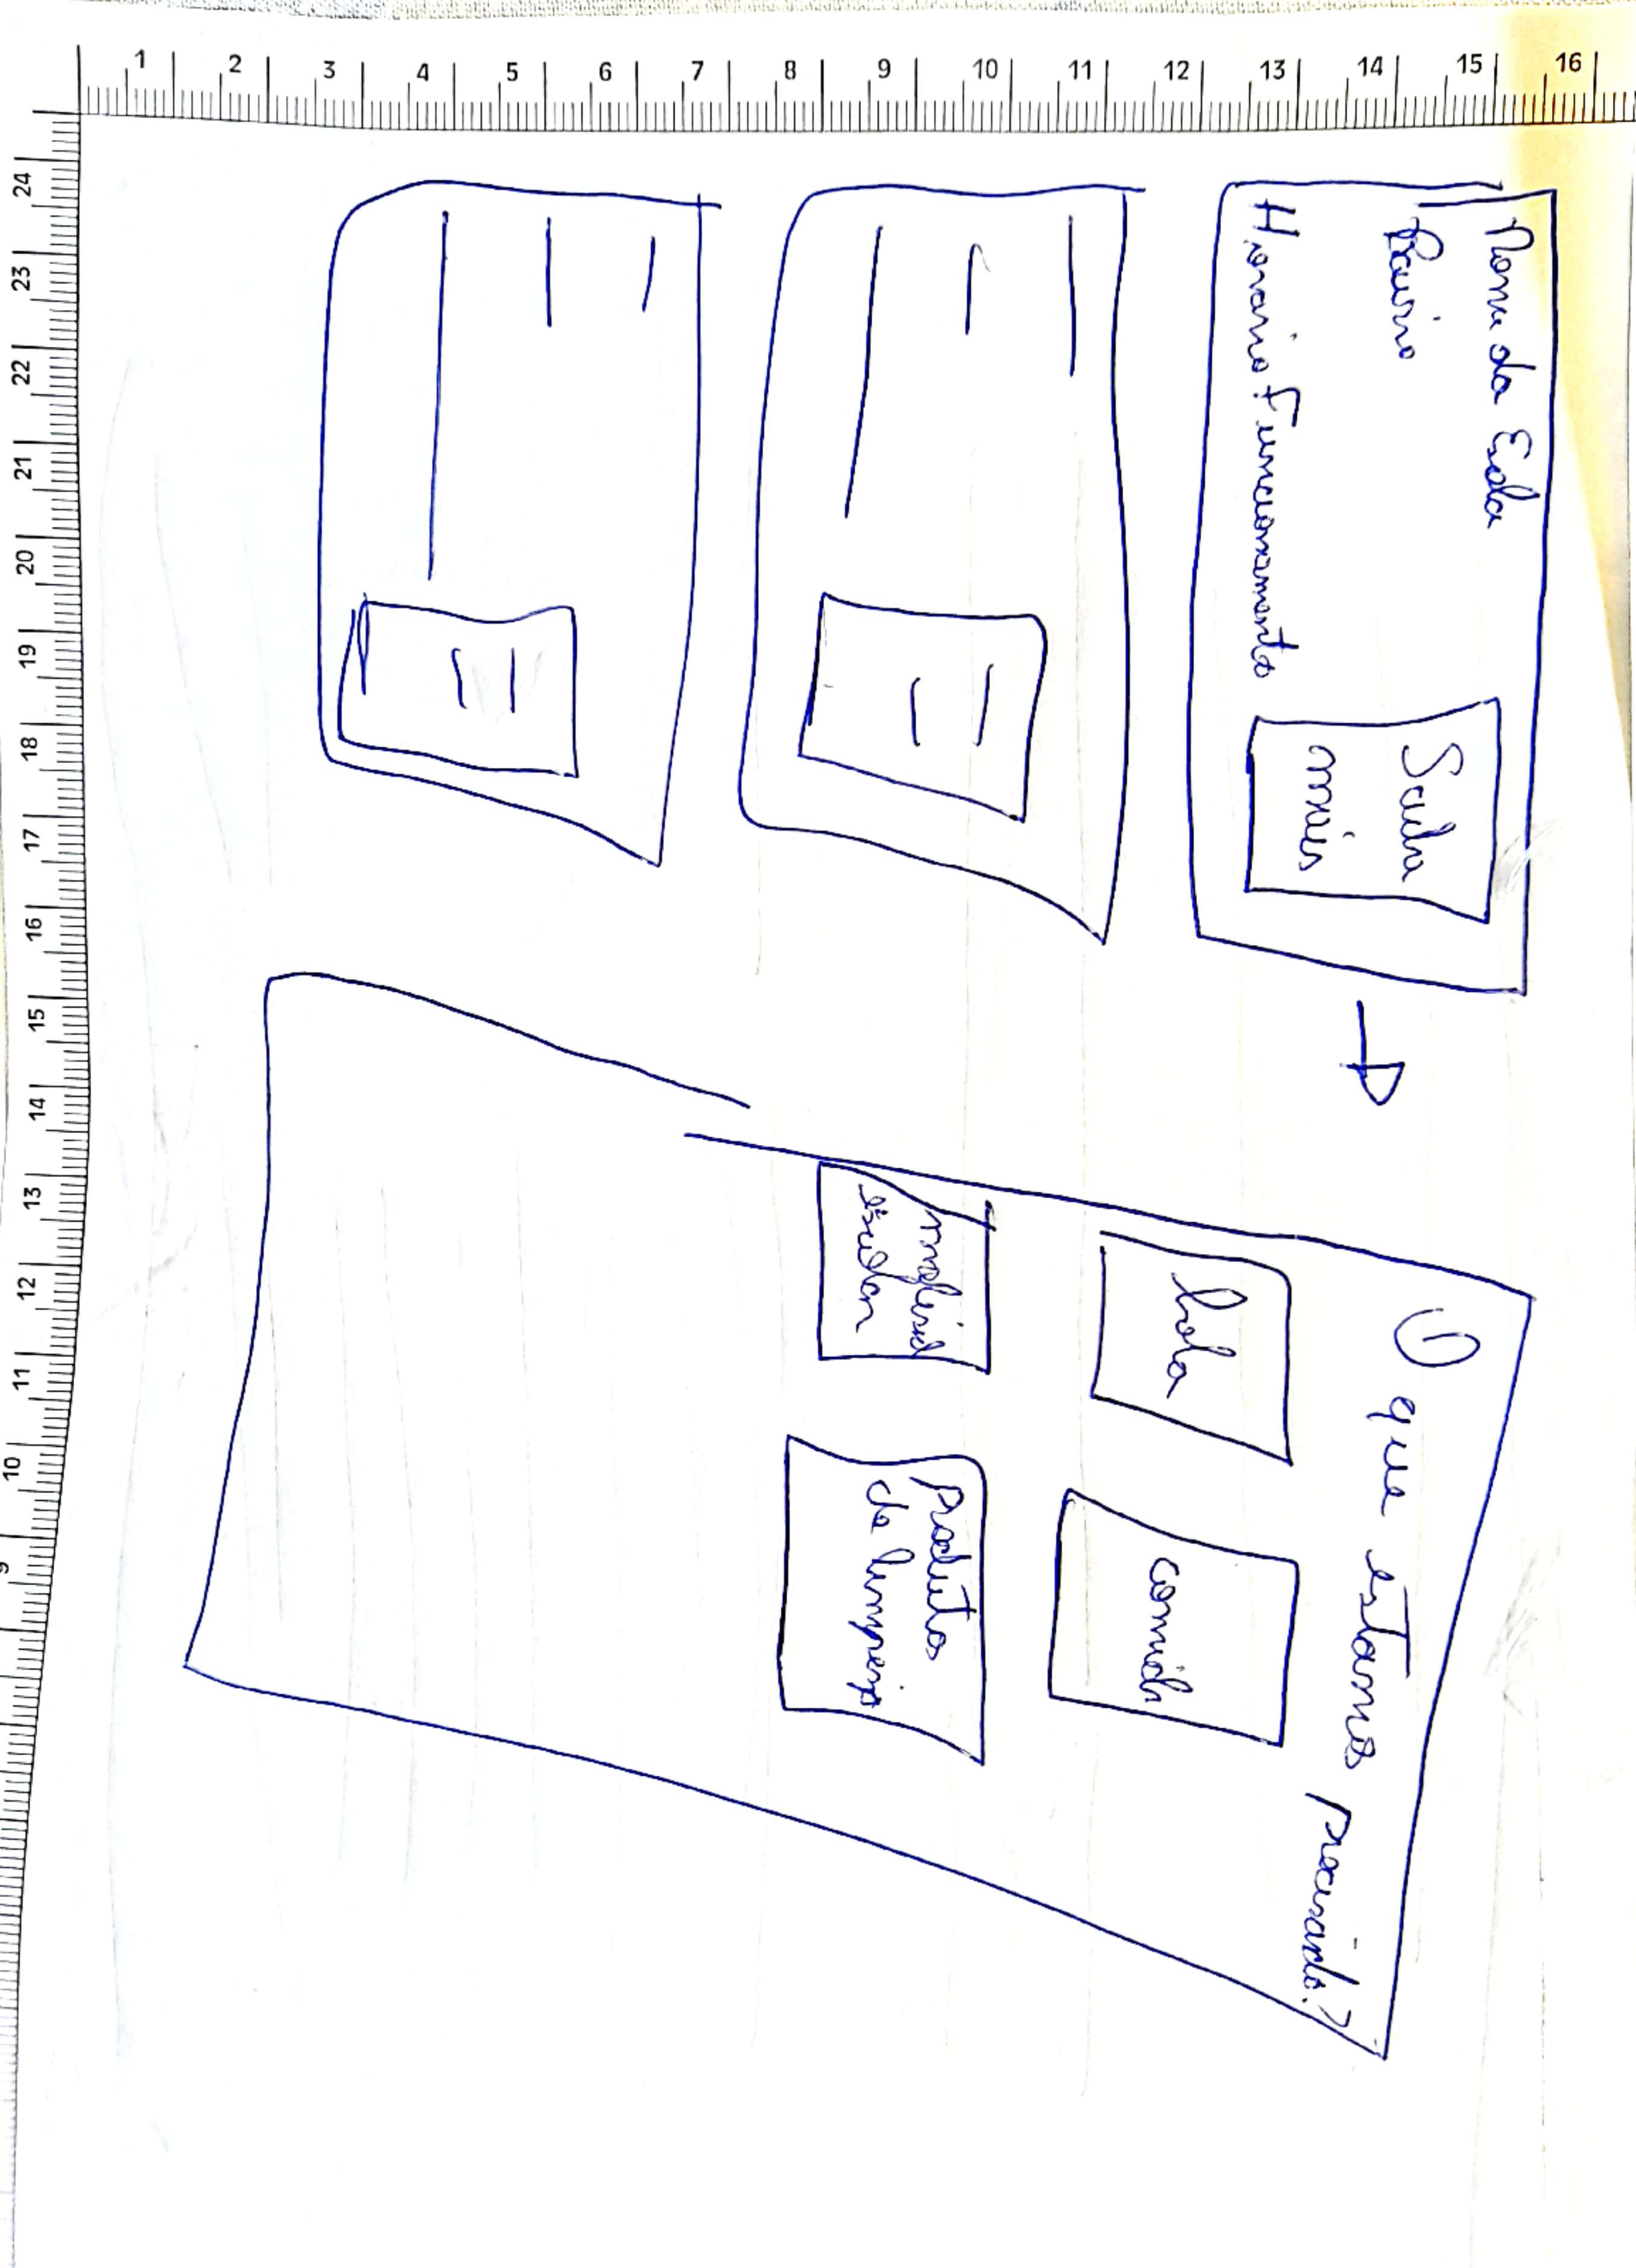 Nome da Escola
Bairro
Horario Funcionamento
Saiba
mais
O que estamos precisando?
bola
comida
material
escolar
produtos
de limpeza
1 2 3 4 5 6 7 8 9 10 11 12 13 14 15 16
24
23
22
21
20
19
18
17
16
15
14
13
12
11
10
9